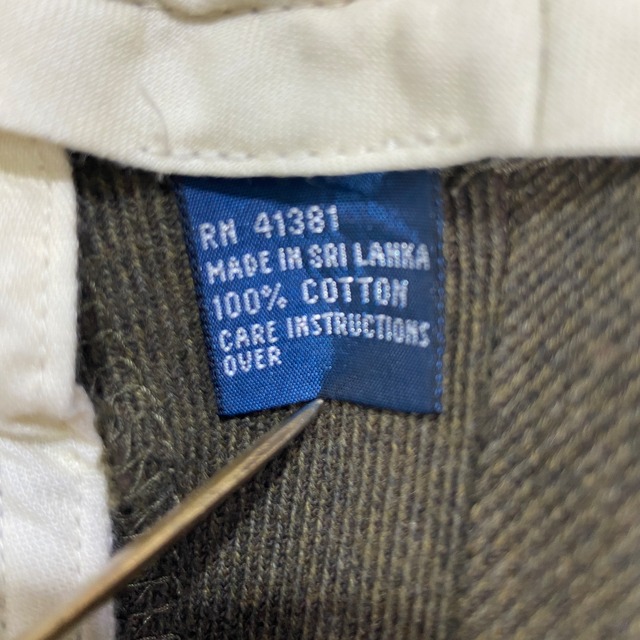 RN 41381
MADE IN SRI LANKA
100% COTTON
CARE INSTRUCTIONS
OVER